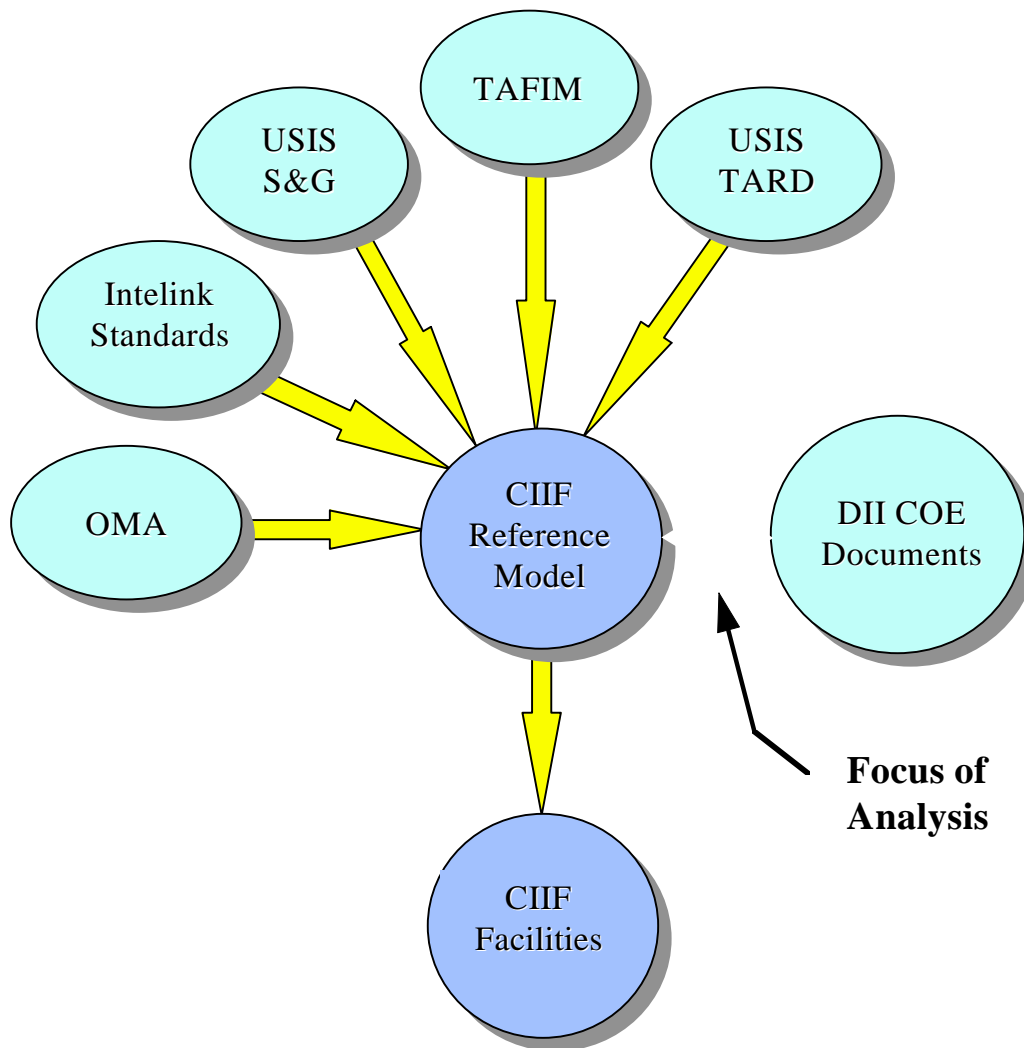 TAFIM
USIS
S&G
USIS
TARD
Intelink
Standards
OMA
CIIF
Reference
Model
DII COE
Documents
Focus of
Analysis
CIIF
Facilities